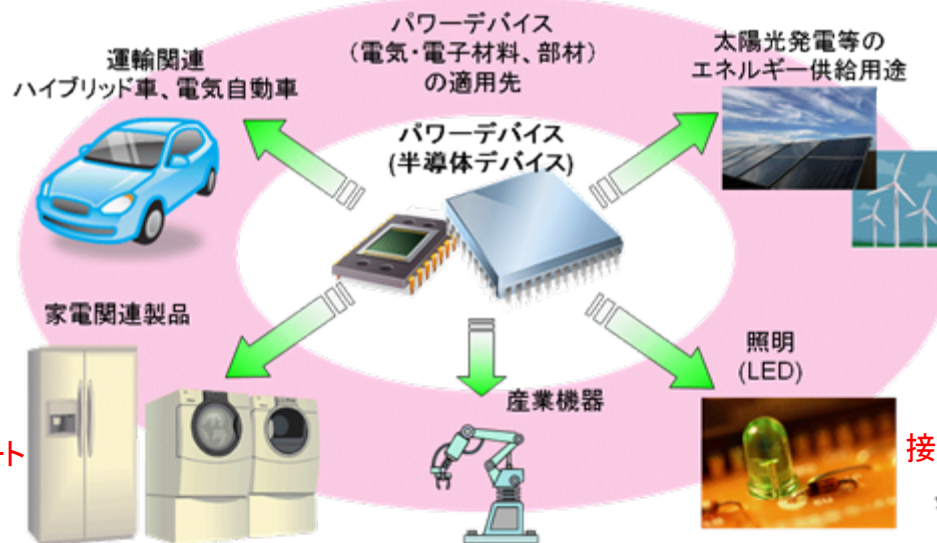 パワーデバイス
(電気・電子材料、部材)
の適用先
運輸関連
ハイブリッド車、電気自動車
太陽光発電等の
エネルギー供給用途
パワーデバイス
(半導体デバイス)
家電関連製品
照明
(LED)
産業機器
ート
接